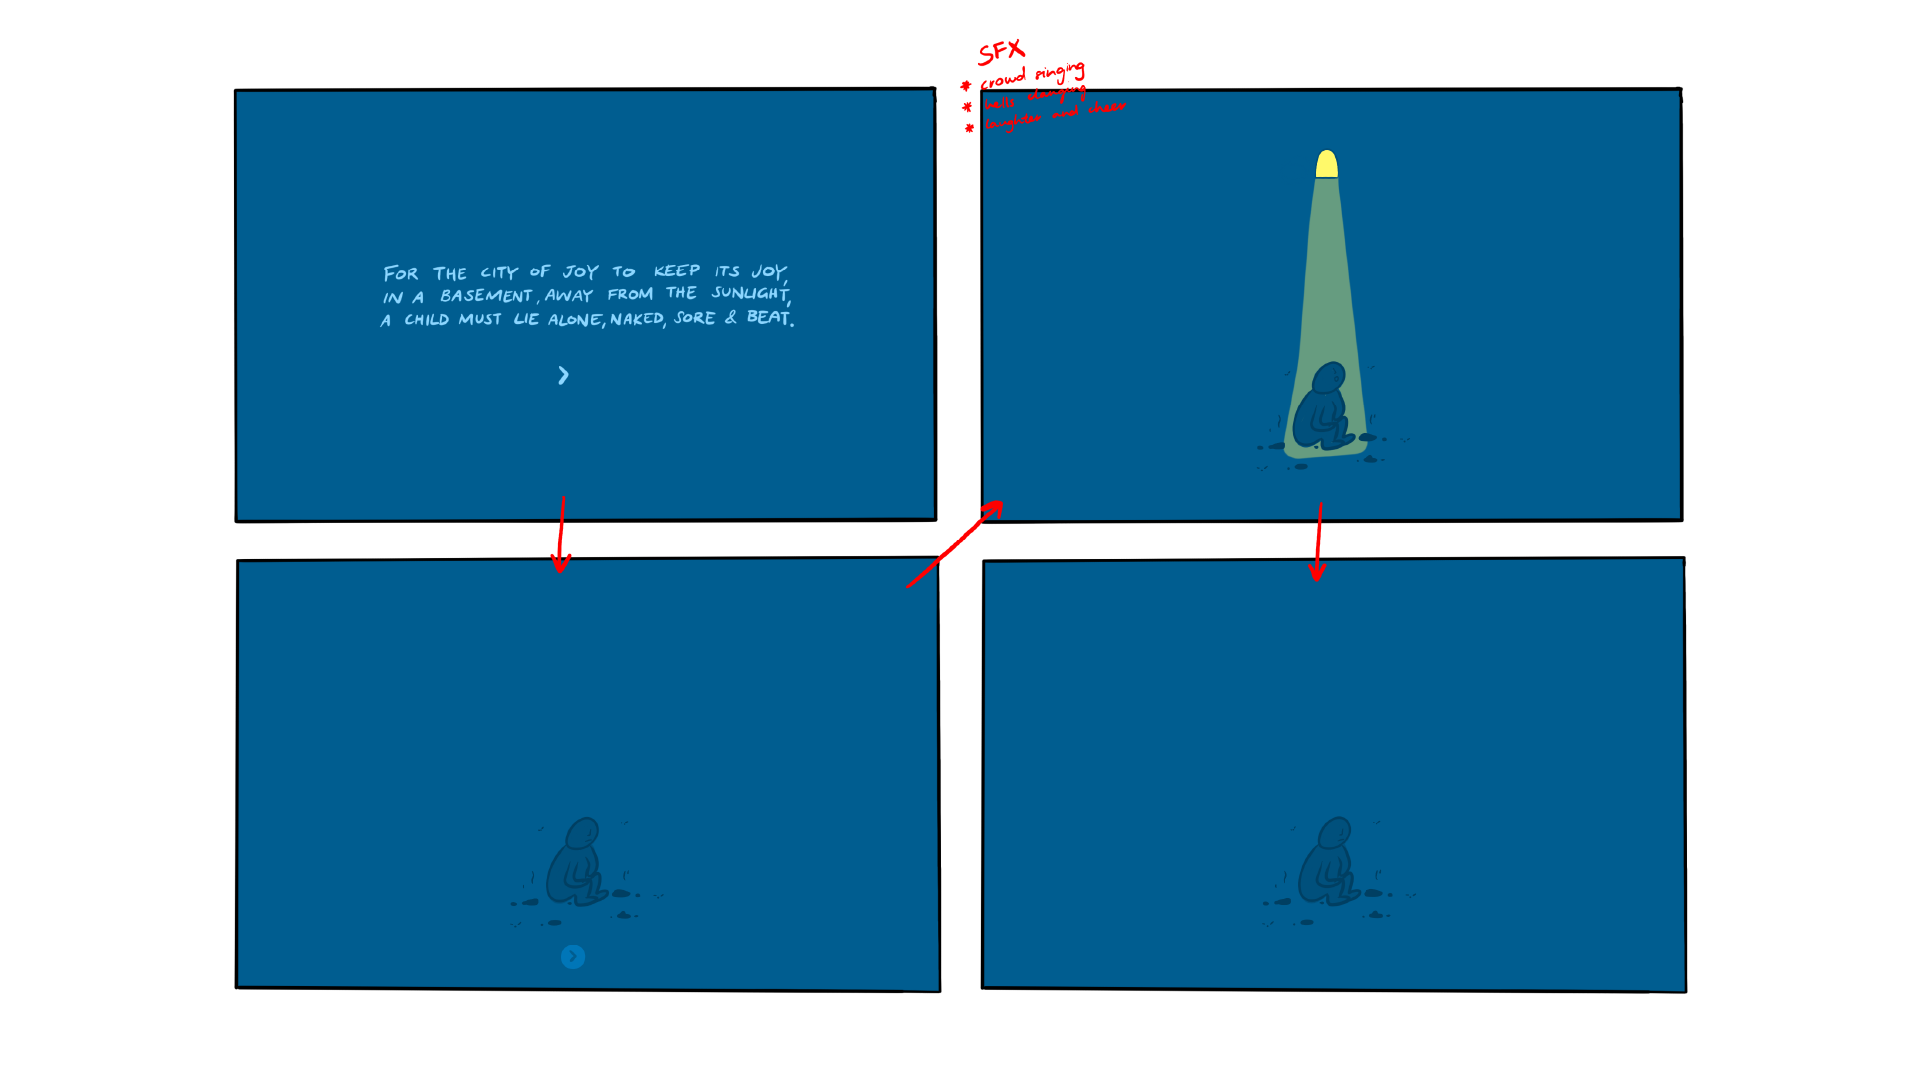 SFX
* crowd singing
* bells clanging
* laughter and cheer
FOR THE CITY OF JOY TO KEEP ITS JOY,
IN A BASEMENT, AWAY FROM THE SUNLIGHT,
A CHILD MUST LIE ALONE, NAKED, SORE & BEAT.